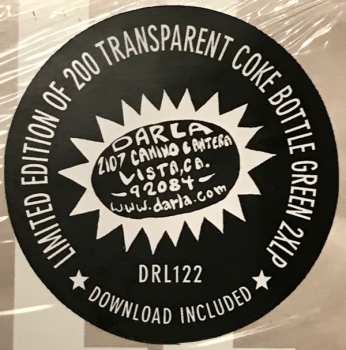 LIMITED EDITION OF 200 TRANSPARENT COKE BOTTLE GREEN 2XLP
DARLA
2107 CAMINO CANTERA
VISTA, CA.
-92084-
www.darla.com
DRL122
★ DOWNLOAD INCLUDED ★